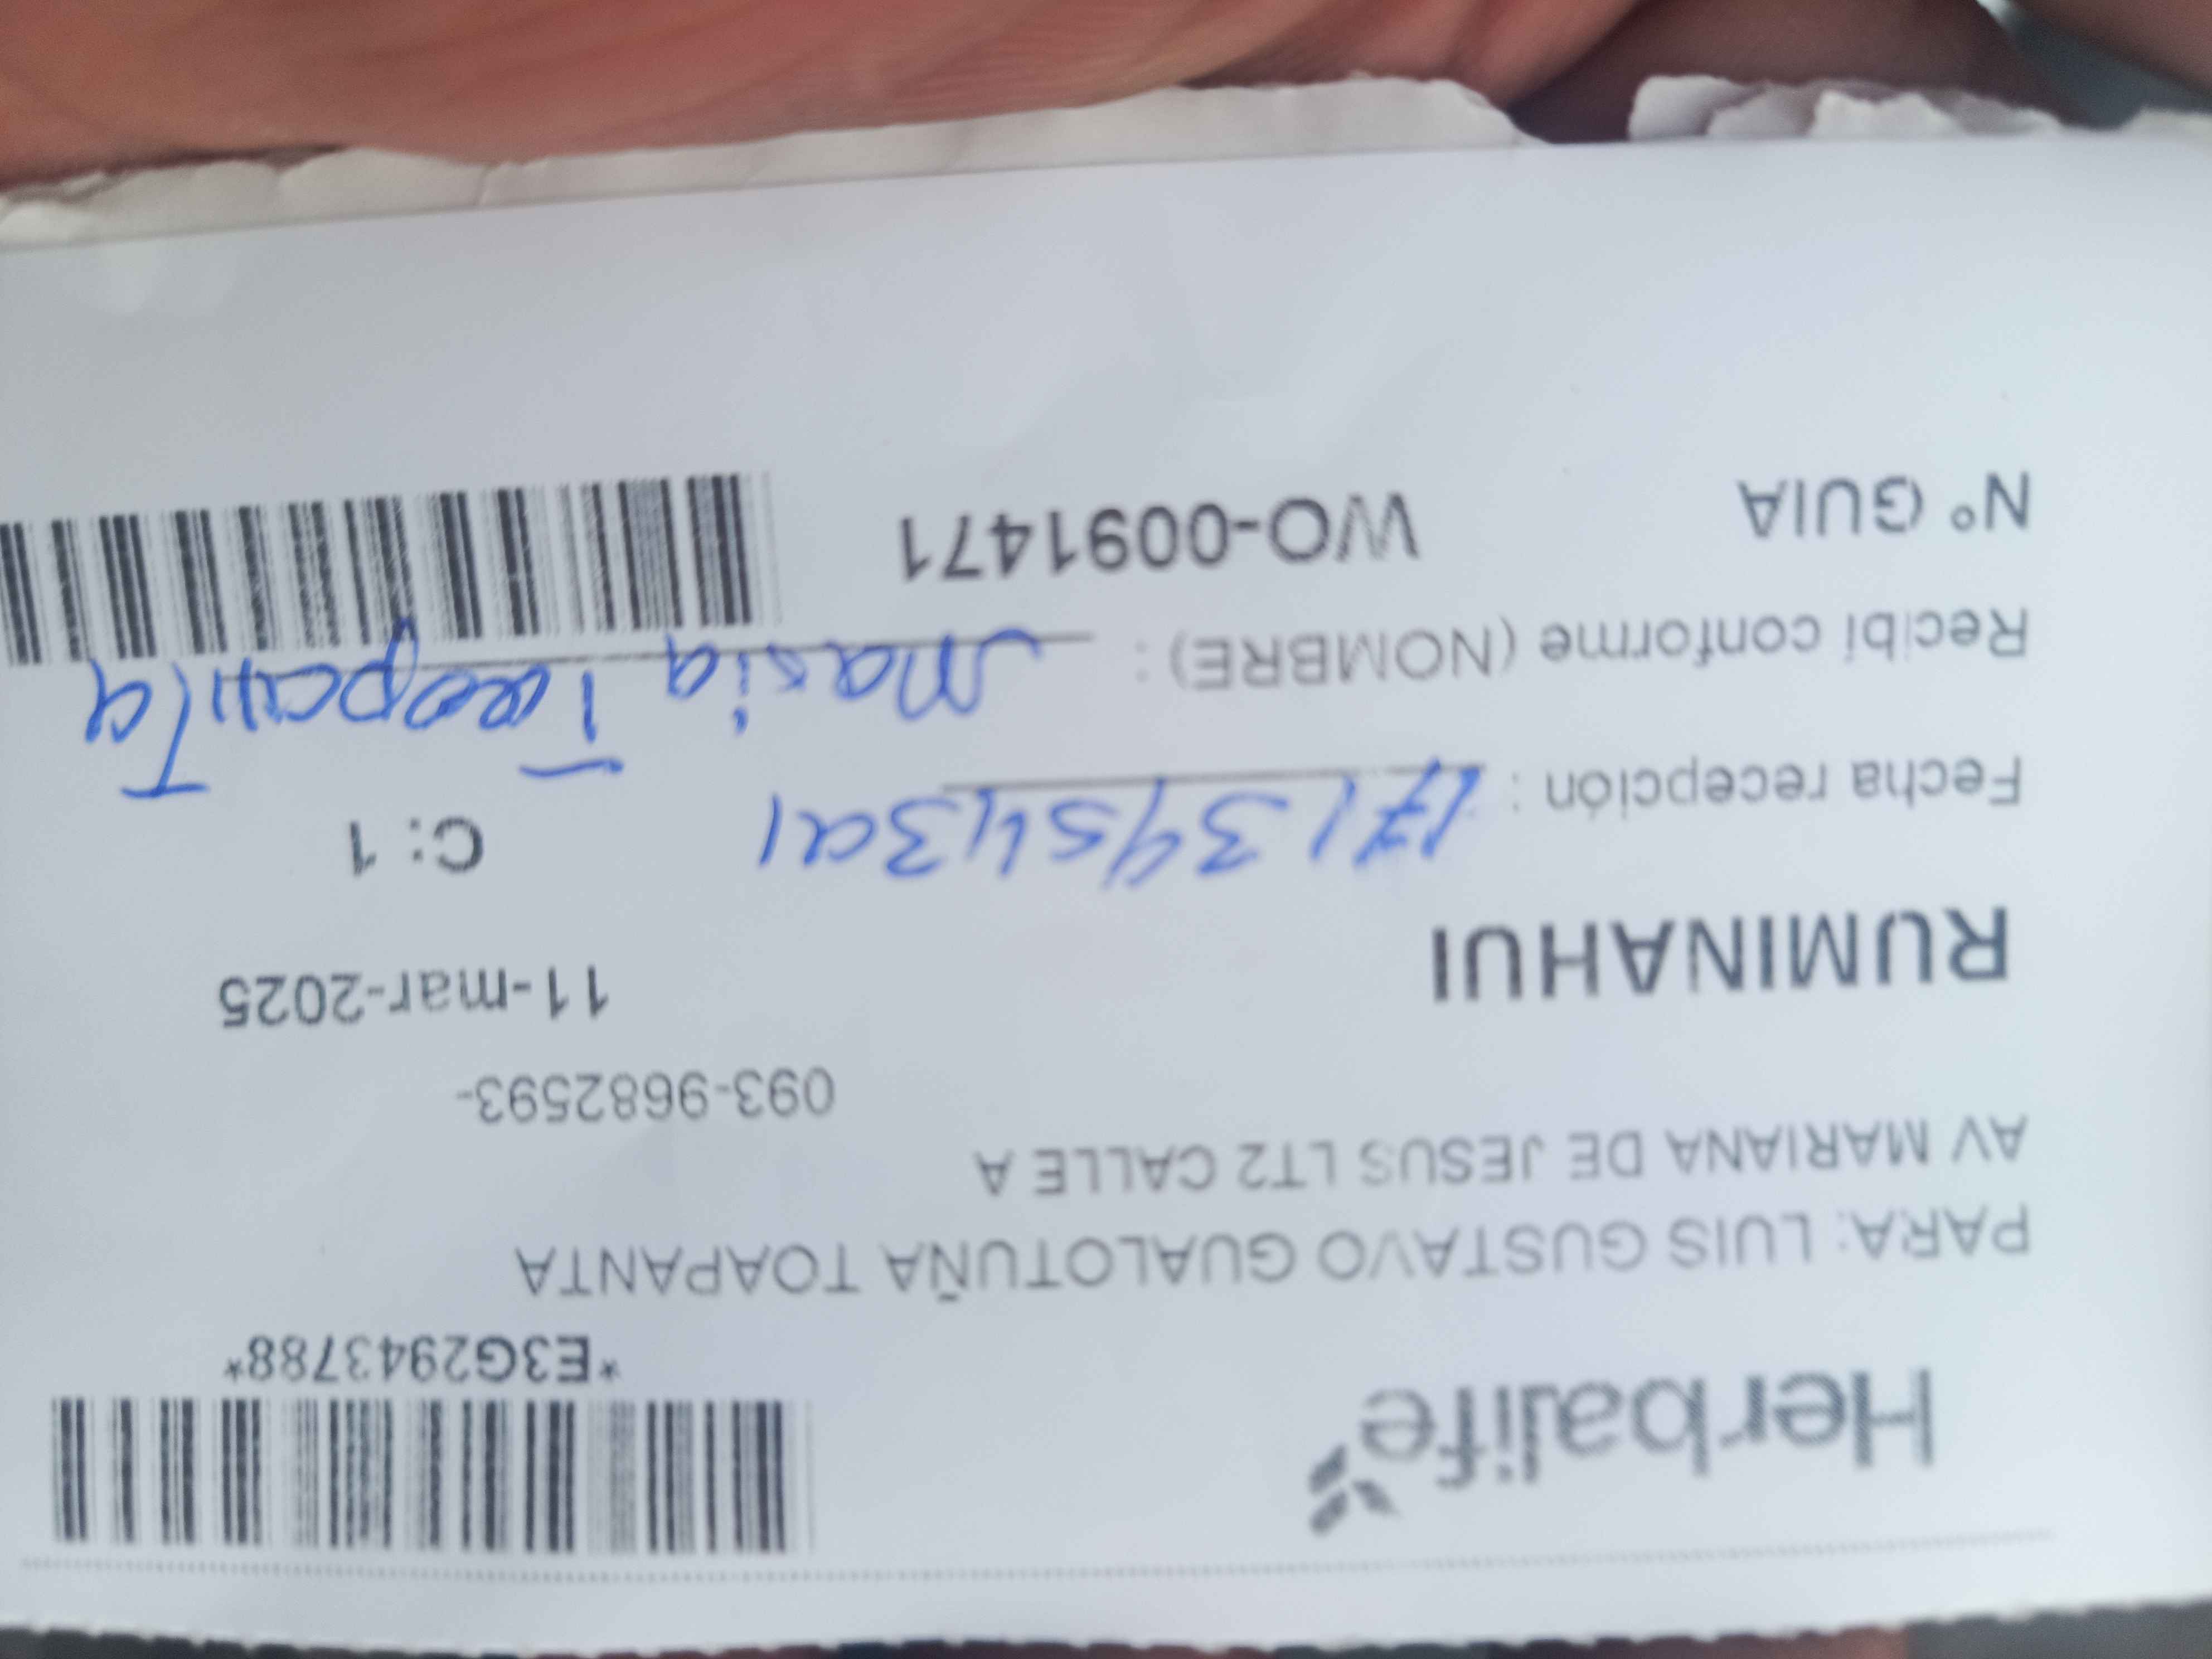 Herbalife
*E3G2943788*
PARA: LUIS GUSTAVO GUALOTUÑA TOAPANTA
AV MARIANA DE JESUS LT2 CALLE A
093-9682593-
RUMINAHUI 11-mar-2025
C: 1
Fecha recepción :
Recibi conforme (NOMBRE) : Maria Toapanta
N° GUIA WO-0091471